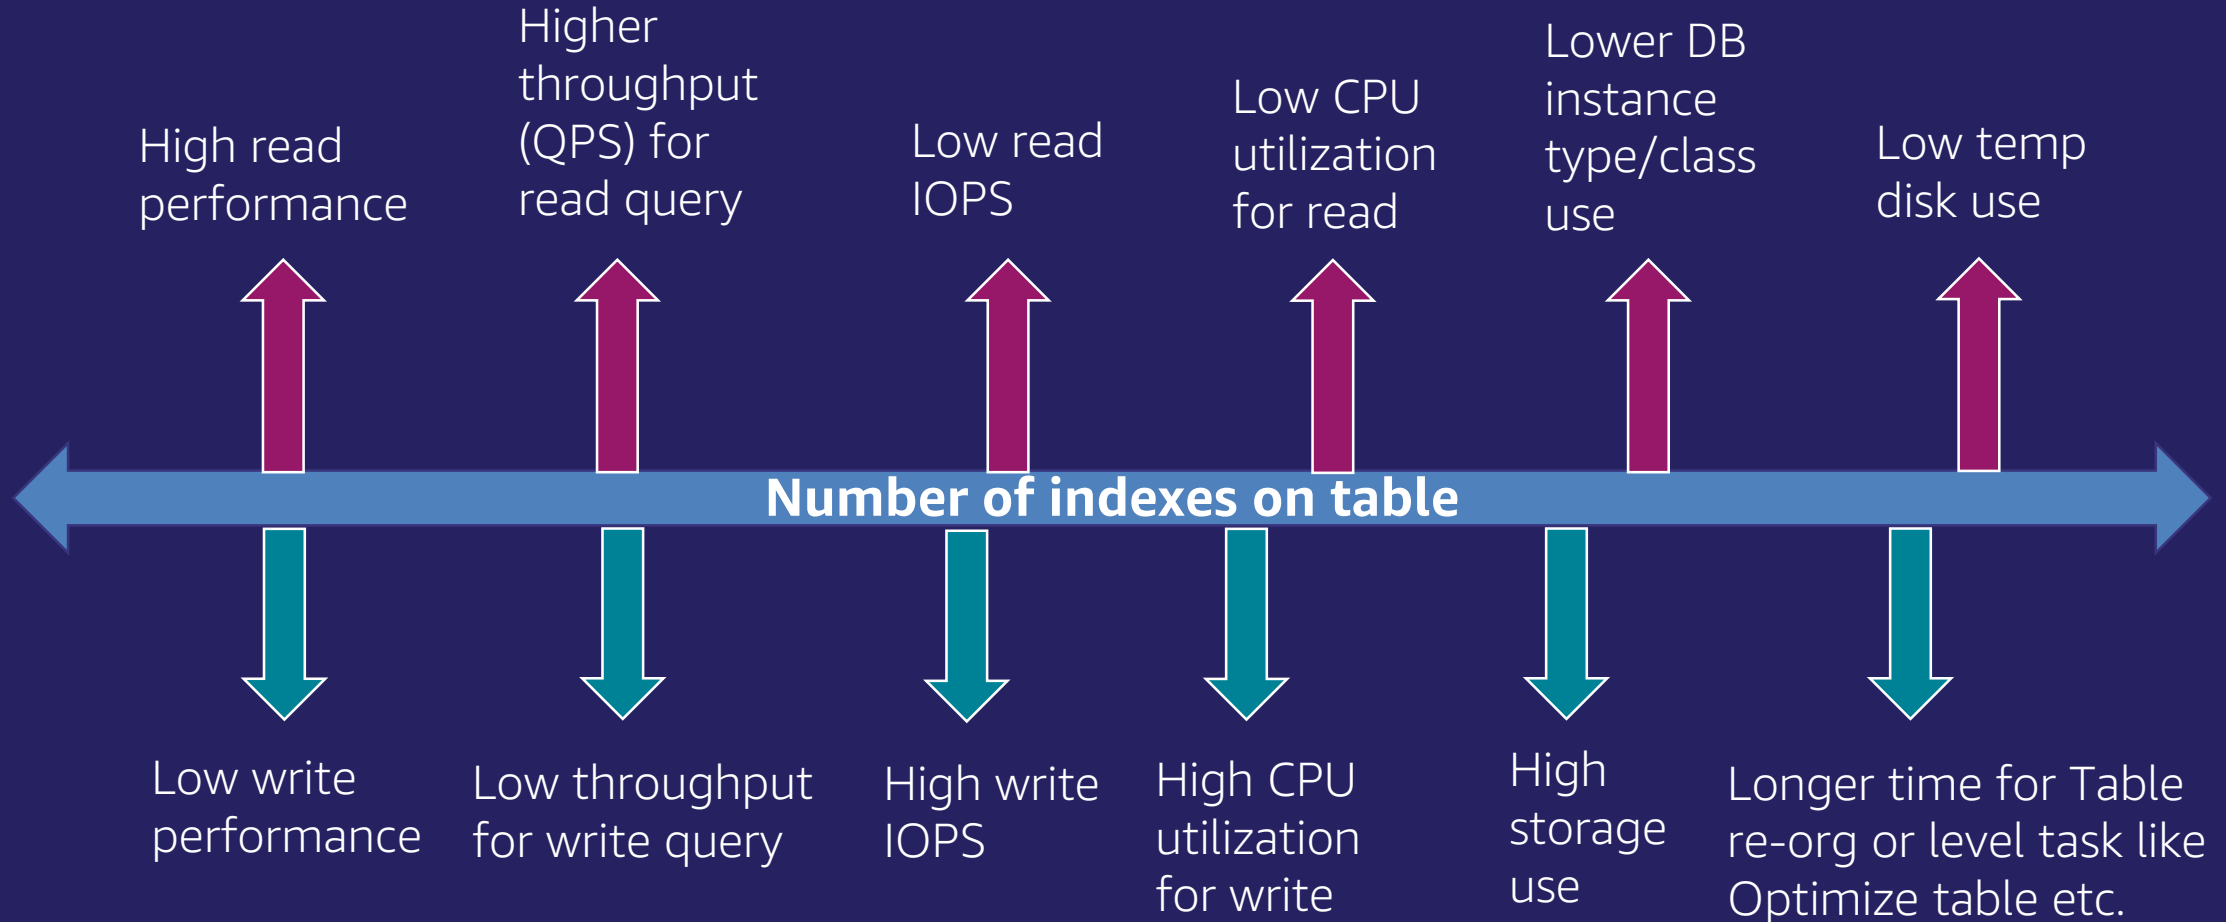 High read
performance
Higher
throughput
(QPS) for
read query
Low read
IOPS
Low CPU
utilization
for read
Lower DB
instance
type/class
use
Low temp
disk use
Number of indexes on table
Low write
performance
Low throughput
for write query
High write
IOPS
High CPU
utilization
for write
High
storage
use
Longer time for Table
re-org or level task like
Optimize table etc.